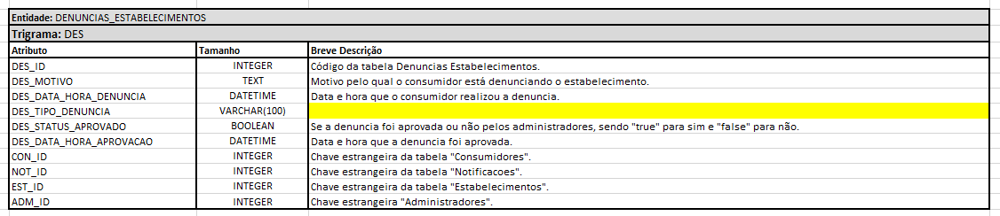 Entidade: DENUNCIAS_ESTABELECIMENTOS
Trigrama: DES
Atributo Tamanho Breve Descrição
DES_ID INTEGER Código da tabela Denuncias Estabelecimentos.
DES_MOTIVO TEXT Motivo pelo qual o consumidor está denunciando o estabelecimento.
DES_DATA_HORA_DENUNCIA DATETIME Data e hora que o consumidor realizou a denuncia.
DES_TIPO_DENUNCIA VARCHAR(100)
DES_STATUS_APROVADO BOOLEAN Se a denuncia foi aprovada ou não pelos administradores, sendo "true" para sim e "false" para não.
DES_DATA_HORA_APROVACAO DATETIME Data e hora que a denuncia foi aprovada.
CON_ID INTEGER Chave estrangeira da tabela "Consumidores".
NOT_ID INTEGER Chave estrangeira da tabela "Notificacoes".
EST_ID INTEGER Chave estrangeira da tabela "Estabelecimentos".
ADM_ID INTEGER Chave estrangeira "Administradores".